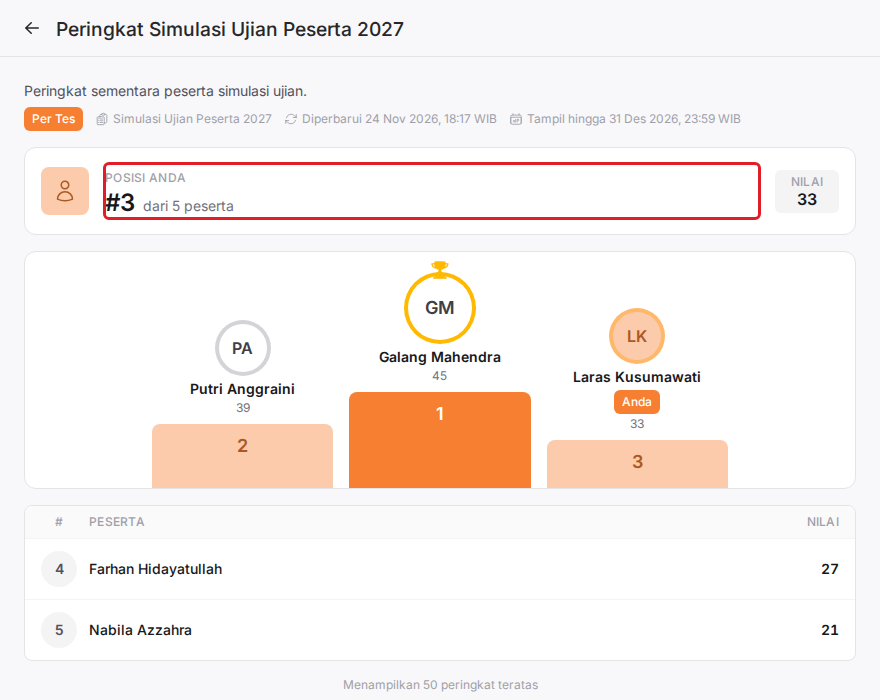 Peringkat Simulasi Ujian Peserta 2027
Peringkat sementara peserta simulasi ujian.
Per Tes Simulasi Ujian Peserta 2027 Diperbarui 24 Nov 2026, 18:17 WIB Tampil hingga 31 Des 2026, 23:59 WIB
POSISI ANDA
#3 dari 5 peserta
NILAI
33
GM
Galang Mahendra
45
1
PA
Putri Anggraini
39
2
LK
Laras Kusumawati
Anda
33
3
# PESERTA NILAI
4 Farhan Hidayatullah 27
5 Nabila Azzahra 21
Menampilkan 50 peringkat teratas